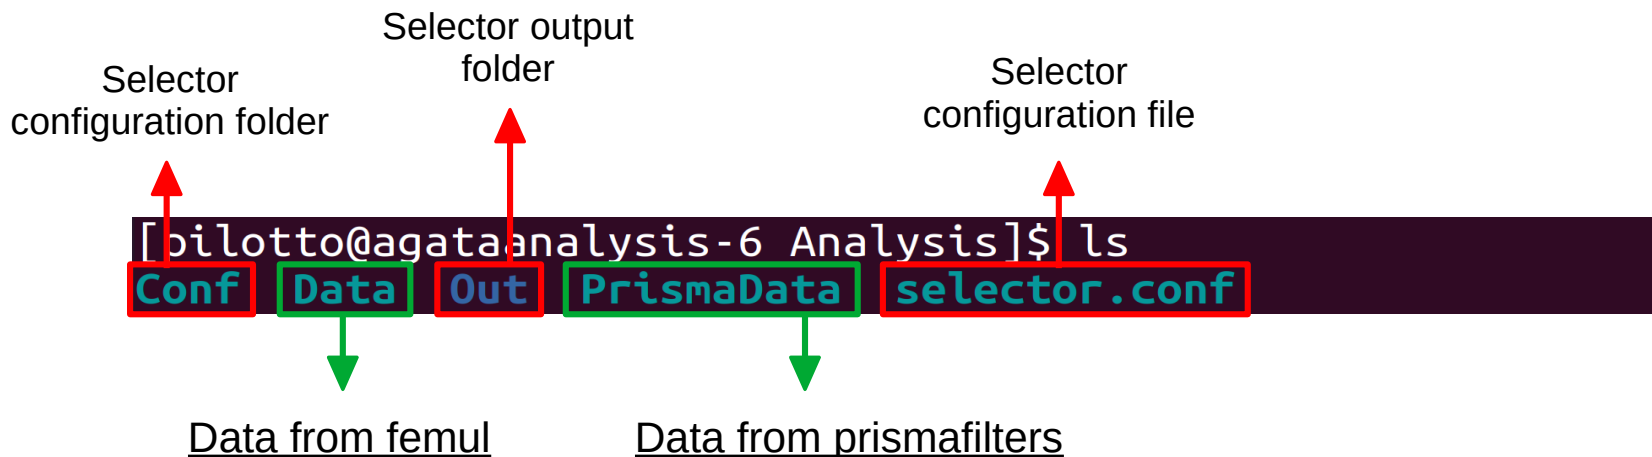 Selector output
folder
Selector
configuration folder
Selector
configuration file
[pilotto@agataanalysis-6 Analysis]$ ls
Conf Data Out PrismaData selector.conf
Data from femul
Data from prismafilters